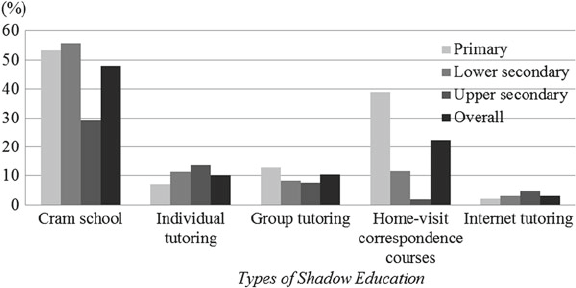 (%)
60
50
40
30
20
10
0
Primary
Lower secondary
Upper secondary
Overall
Cram school
Individual
tutoring
Group tutoring
Home-visit
correspondence
courses
Internet tutoring
Types of Shadow Education